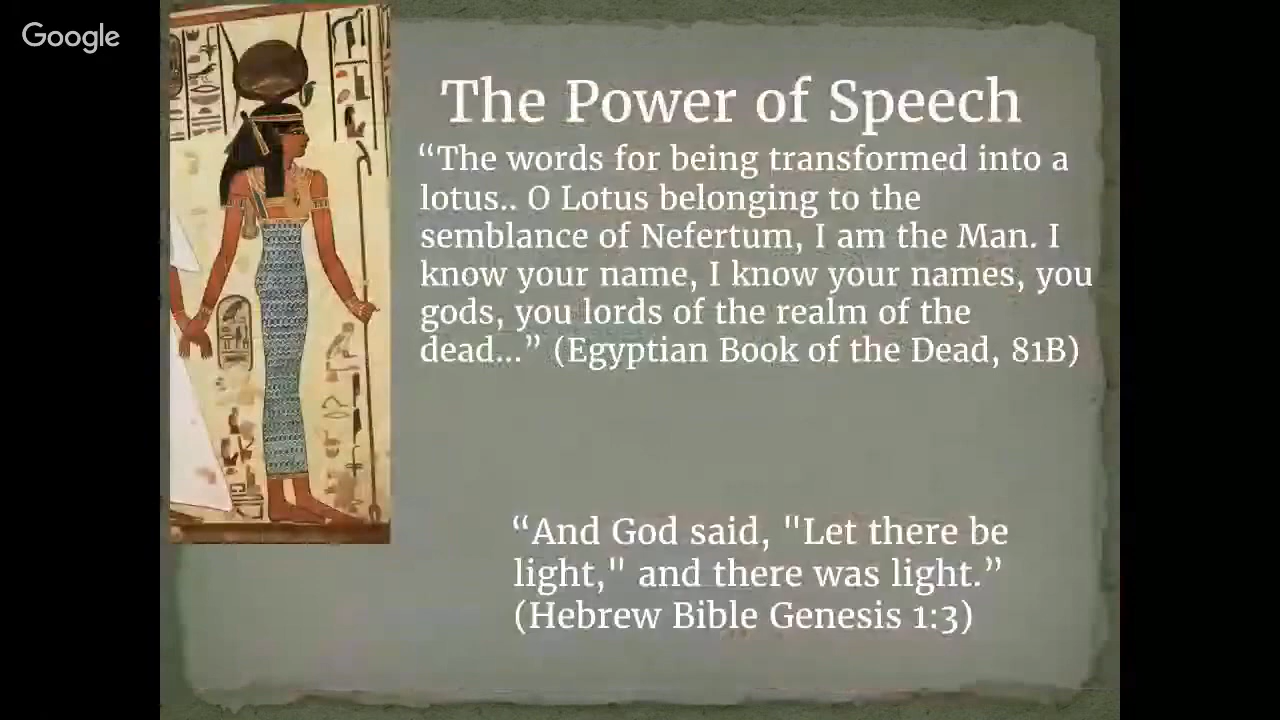 Google
The Power of Speech
“The words for being transformed into a
lotus.. O Lotus belonging to the
semblance of Nefertum, I am the Man. I
know your name, I know your names, you
gods, you lords of the realm of the
dead...” (Egyptian Book of the Dead, 81B)
“And God said, "Let there be
light," and there was light.”
(Hebrew Bible Genesis 1:3)